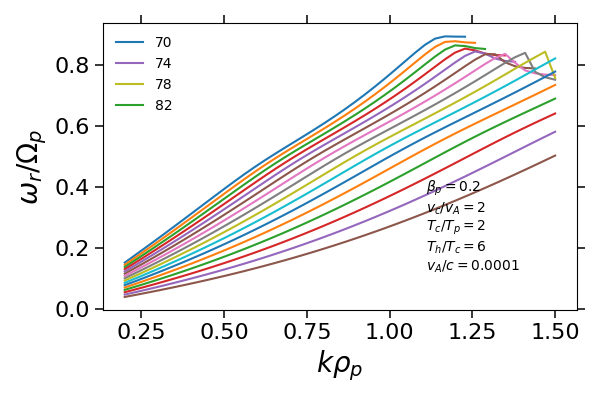 ω_r/Ω_p
0.8
0.6
0.4
0.2
0.0
70
74
78
82
β_p = 0.2
v_c/v_A = 2
T_c/T_p = 2
T_h/T_c = 6
v_A/c = 0.0001
0.25 0.50 0.75 1.00 1.25 1.50
kρ_p